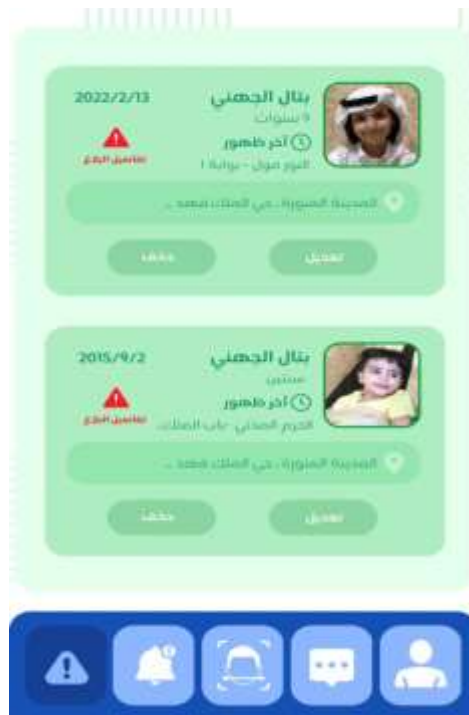 بتال الجهني
2022/2/13
9 سنوات
آخر ظهور
تفاصيل البلاغ
النور مول - بوابة 1
المدينة المنورة، حي الملك فهد ..
تعديل
حذف
بتال الجهني
2015/9/2
سنتين
آخر ظهور
تفاصيل البلاغ
الحرم المدني -باب الملك..
المدينة المنورة، حي الملك فهد ..
تعديل
حذف